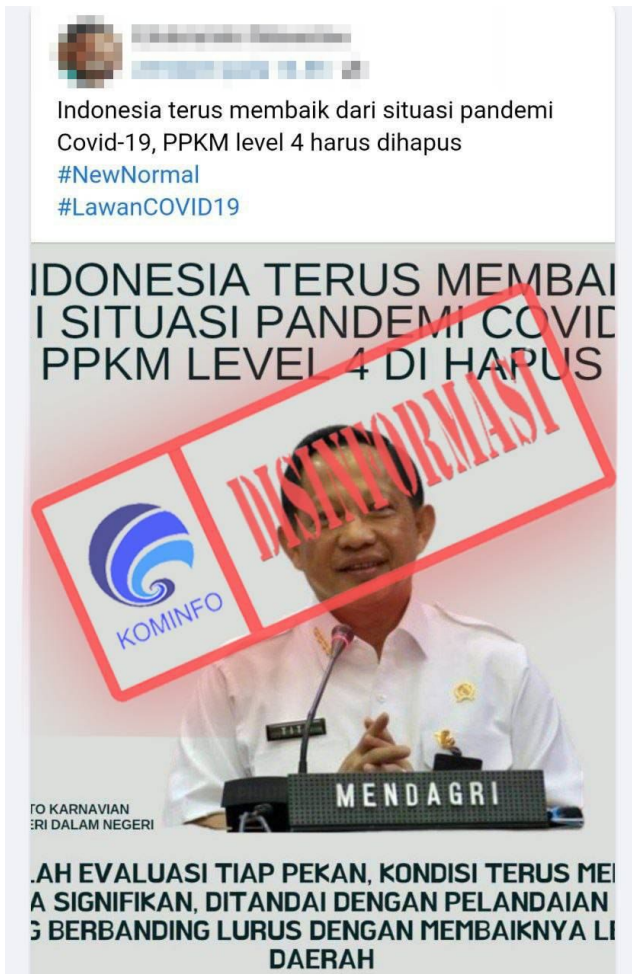 Indonesia terus membaik dari situasi pandemi
Covid-19, PPKM level 4 harus dihapus
#NewNormal
#LawanCOVID19
NDONESIA TERUS MEMBAI
I SITUASI PANDEMI COVID
PPKM LEVEL 4 DI HAPUS
DISINFORMASI
KOMINFO
MENDAGRI
TO KARNAVIAN
ERI DALAM NEGERI
LAH EVALUASI TIAP PEKAN, KONDISI TERUS ME
A SIGNIFIKAN, DITANDAI DENGAN PELANDAIAN
G BERBANDING LURUS DENGAN MEMBAIKNYA LE
DAERAH